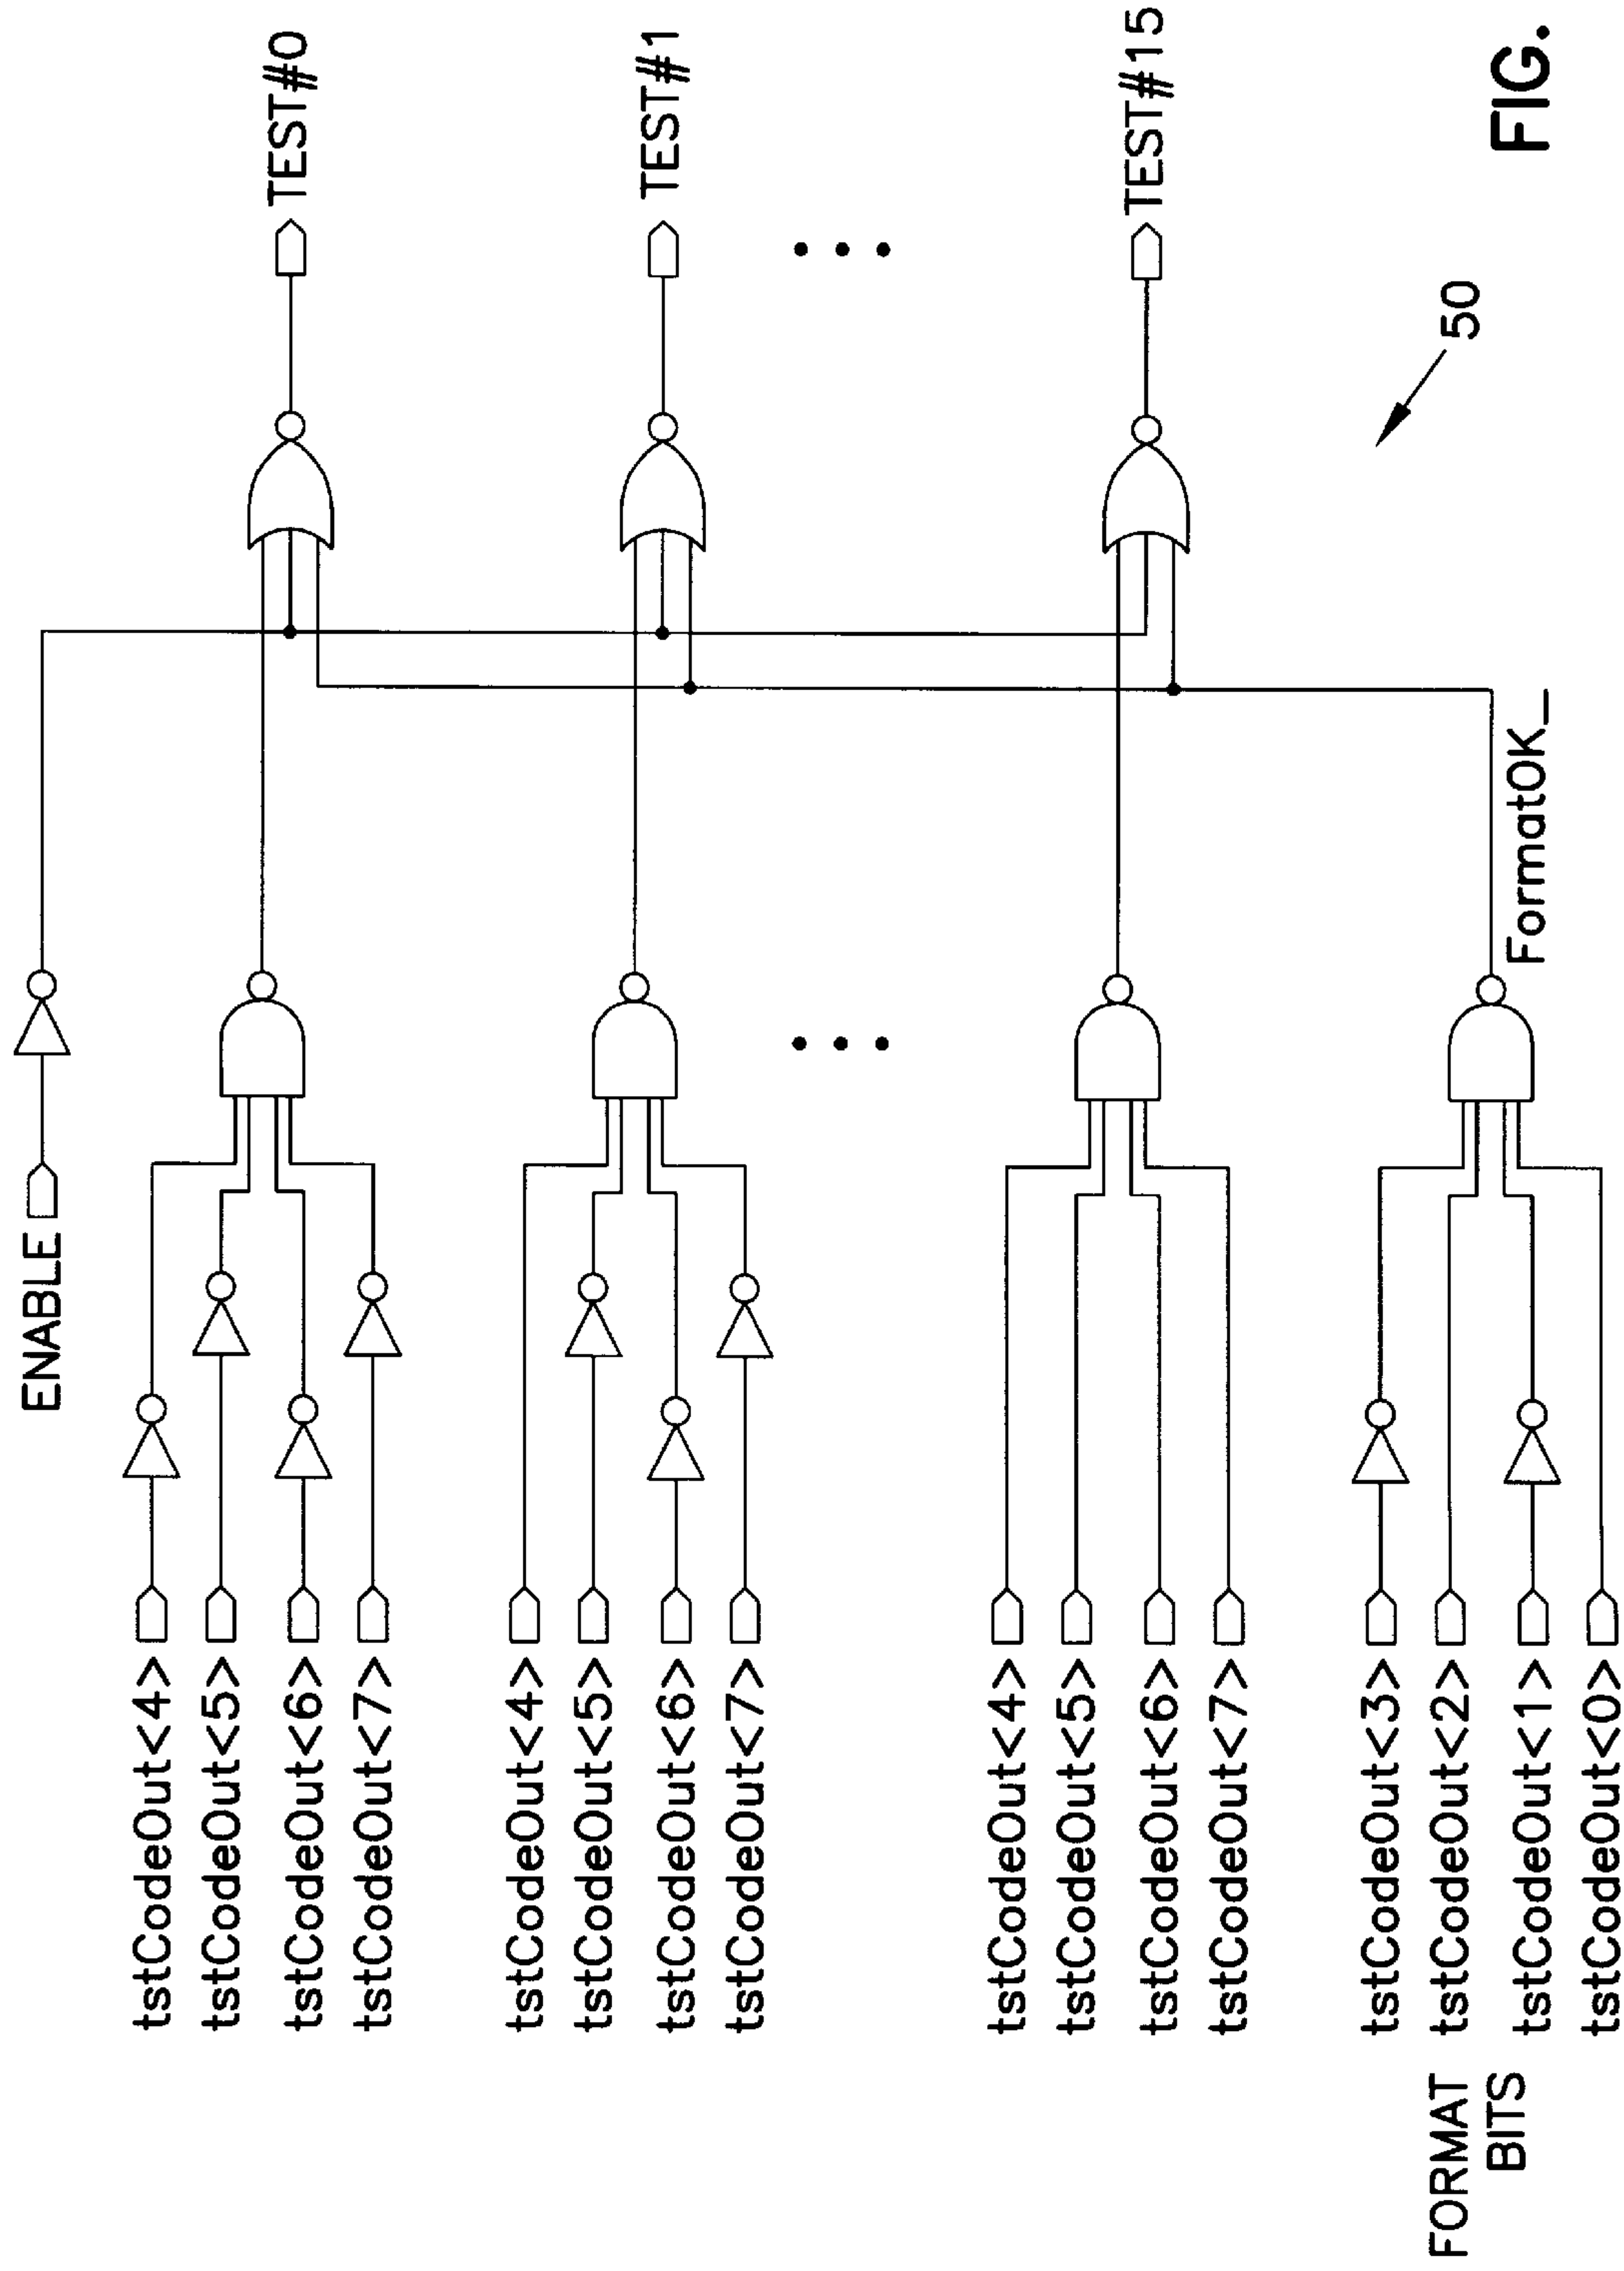 ENABLE
tstCodeOut<4>
tstCodeOut<5>
tstCodeOut<6>
tstCodeOut<7>
TEST#0
tstCodeOut<4>
tstCodeOut<5>
tstCodeOut<6>
tstCodeOut<7>
TEST#1
tstCodeOut<4>
tstCodeOut<5>
tstCodeOut<6>
tstCodeOut<7>
TEST#15
FORMAT
BITS
tstCodeOut<3>
tstCodeOut<2>
tstCodeOut<1>
tstCodeOut<0>
FormatOK_
50
FIG.